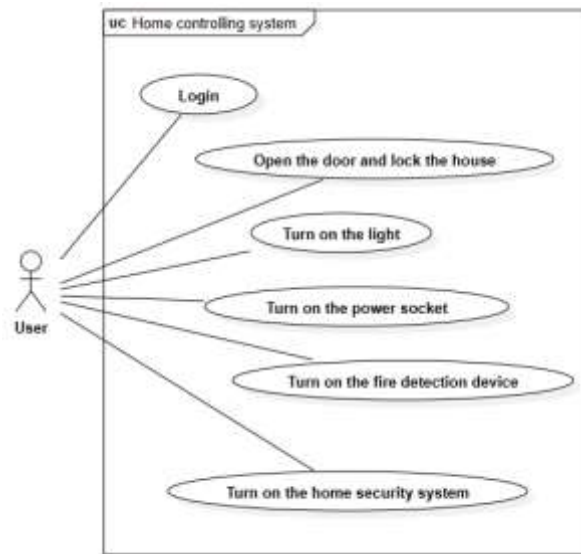 uc Home controlling system
Login
Open the door and lock the house
Turn on the light
Turn on the power socket
User
Turn on the fire detection device
Turn on the home security system